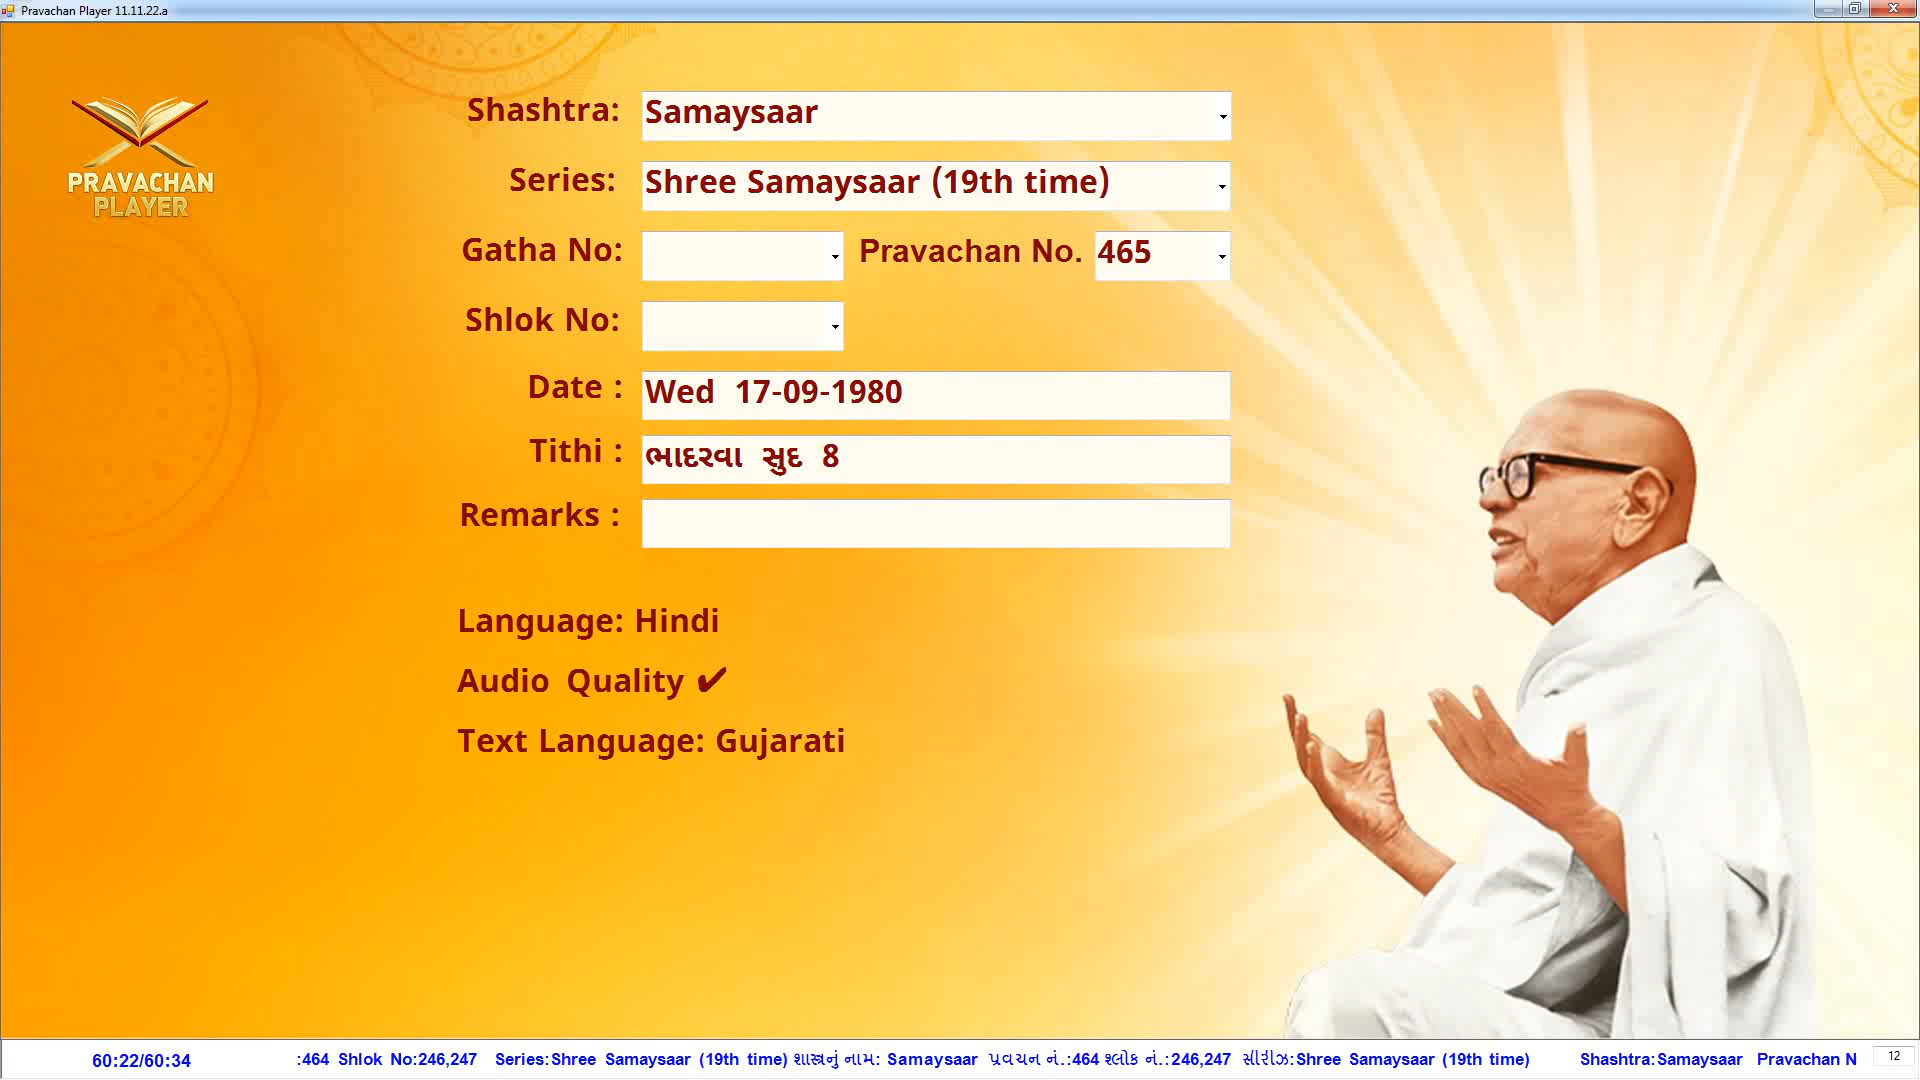 Pravachan Player 11.11.22.a
PRAVACHAN
PLAYER
Shashtra: Samaysaar
Series: Shree Samaysaar (19th time)
Gatha No: Pravachan No. 465
Shlok No:
Date : Wed 17-09-1980
Tithi : ભાદરવા સુદ 8
Remarks :
Language: Hindi
Audio Quality ✔
Text Language: Gujarati
60:22/60:34 :464 Shlok No:246,247 Series:Shree Samaysaar (19th time) શાસ્ત્રનું નામ: Samaysaar પ્રવચન નં.:464 શ્લોક નં.:246,247 સીરીઝ:Shree Samaysaar (19th time) Shashtra:Samaysaar Pravachan N 12